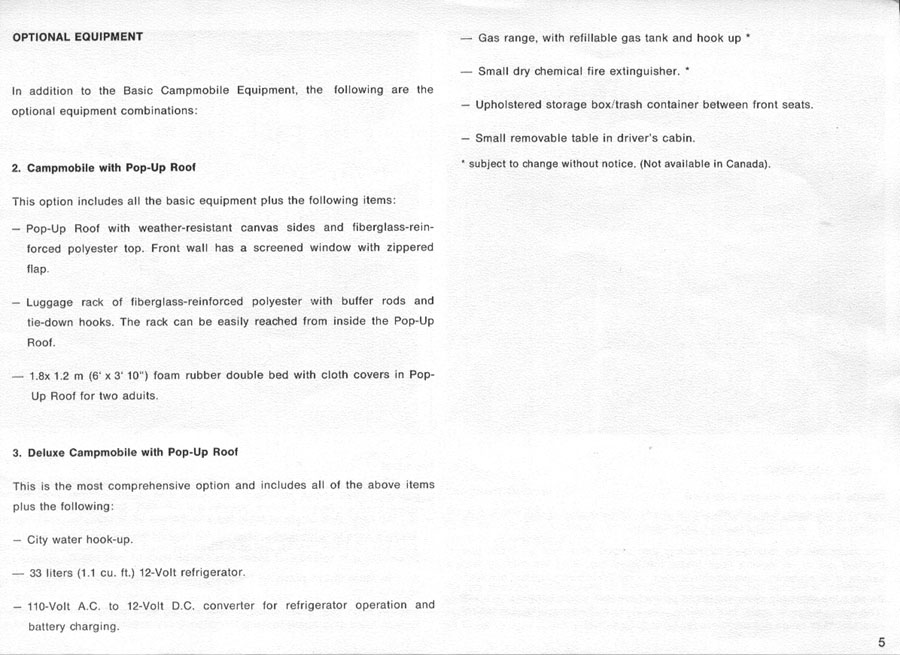 OPTIONAL EQUIPMENT
In addition to the Basic Campmobile Equipment, the following are the
optional equipment combinations:
2. Campmobile with Pop-Up Roof
This option includes all the basic equipment plus the following items:
— Pop-Up Roof with weather-resistant canvas sides and fiberglass-rein-
forced polyester top. Front wall has a screened window with zippered
flap.
— Luggage rack of fiberglass-reinforced polyester with buffer rods and
tie-down hooks. The rack can be easily reached from inside the Pop-Up
Roof.
— 1.8x 1.2 m (6' x 3' 10") foam rubber double bed with cloth covers in Pop-
Up Roof for two aduits.
3. Deluxe Campmobile with Pop-Up Roof
This is the most comprehensive option and includes all of the above items
plus the following:
— City water hook-up.
— 33 liters (1.1 cu. ft.) 12-Volt refrigerator.
— 110-Volt A.C. to 12-Volt D.C. converter for refrigerator operation and
battery charging.
— Gas range, with refillable gas tank and hook up *
— Small dry chemical fire extinguisher. *
— Upholstered storage box/trash container between front seats.
— Small removable table in driver's cabin.
* subject to change without notice. (Not available in Canada).
5